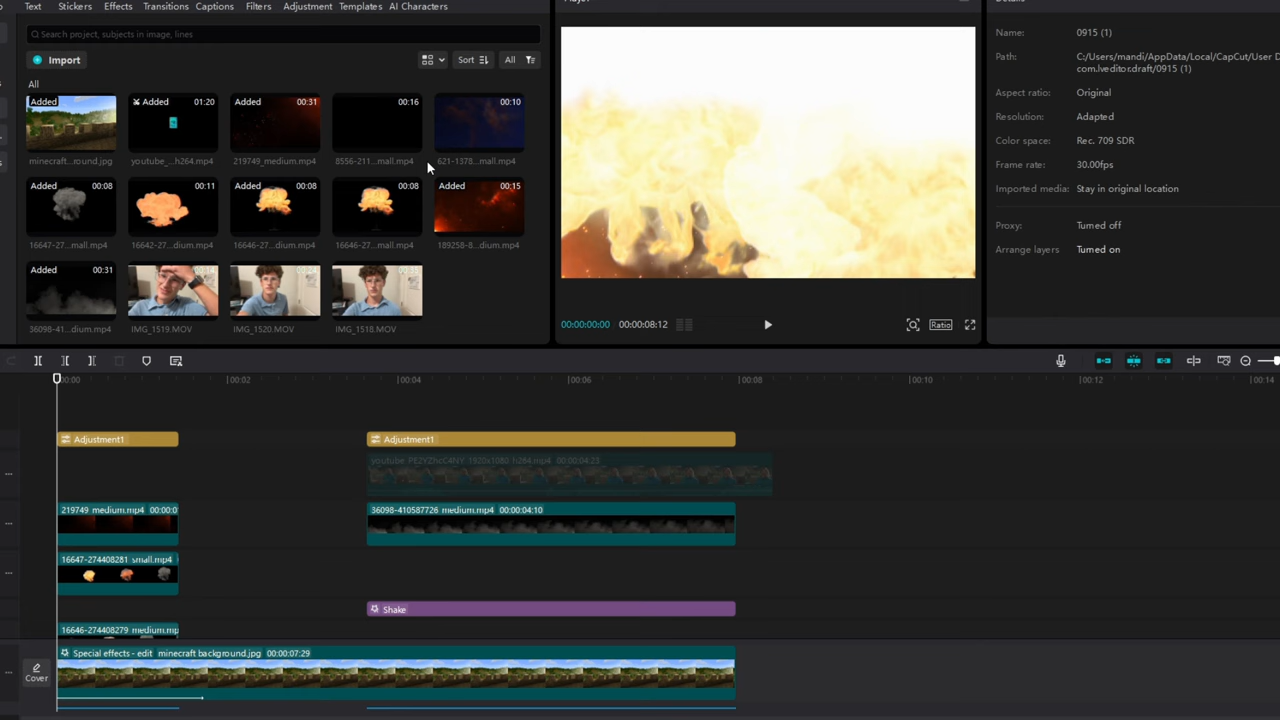 Text Stickers Effects Transitions Captions Filters Adjustment Templates AI Characters
Search project, subjects in image, lines
Import
Sort
All
All
Added
minecraft...round.jpg
Added 01:20
youtube_...h264.mp4
Added 00:31
219749_medium.mp4
00:16
8556-211...mall.mp4
00:10
621-1378...mall.mp4
Added 00:08
16647-27...mall.mp4
00:11
16642-27...dium.mp4
Added 00:08
16646-27...dium.mp4
Added 00:08
16646-27...mall.mp4
Added 00:15
189258-8...dium.mp4
Added 00:31
36098-41...dium.mp4
00:14
IMG_1519.MOV
00:24
IMG_1520.MOV
IMG_1518.MOV
00:00:00:00 00:00:08:12
Ratio
Name: 0915 (1)
Path: C:/Users/mandi/AppData/Local/CapCut/User D
com.lveditor.draft/0915 (1)
Aspect ratio: Original
Resolution: Adapted
Color space: Rec. 709 SDR
Frame rate: 30.00fps
Imported media: Stay in original location
Proxy: Turned off
Arrange layers Turned on
00:00 00:02 00:04 00:06 00:08 00:10 00:12 00:14
Adjustment1 Adjustment1
youtube_PE2YZhcC4NY_1920x1080_h264.mp4 00:00:04:23
219749_medium.mp4 00:00:0
36098-410587726_medium.mp4 00:00:04:10
16647-274408281_small.mp4
Shake
16646-274408279_medium.mp
Cover
Special effects - edit minecraft background.jpg 00:00:07:29